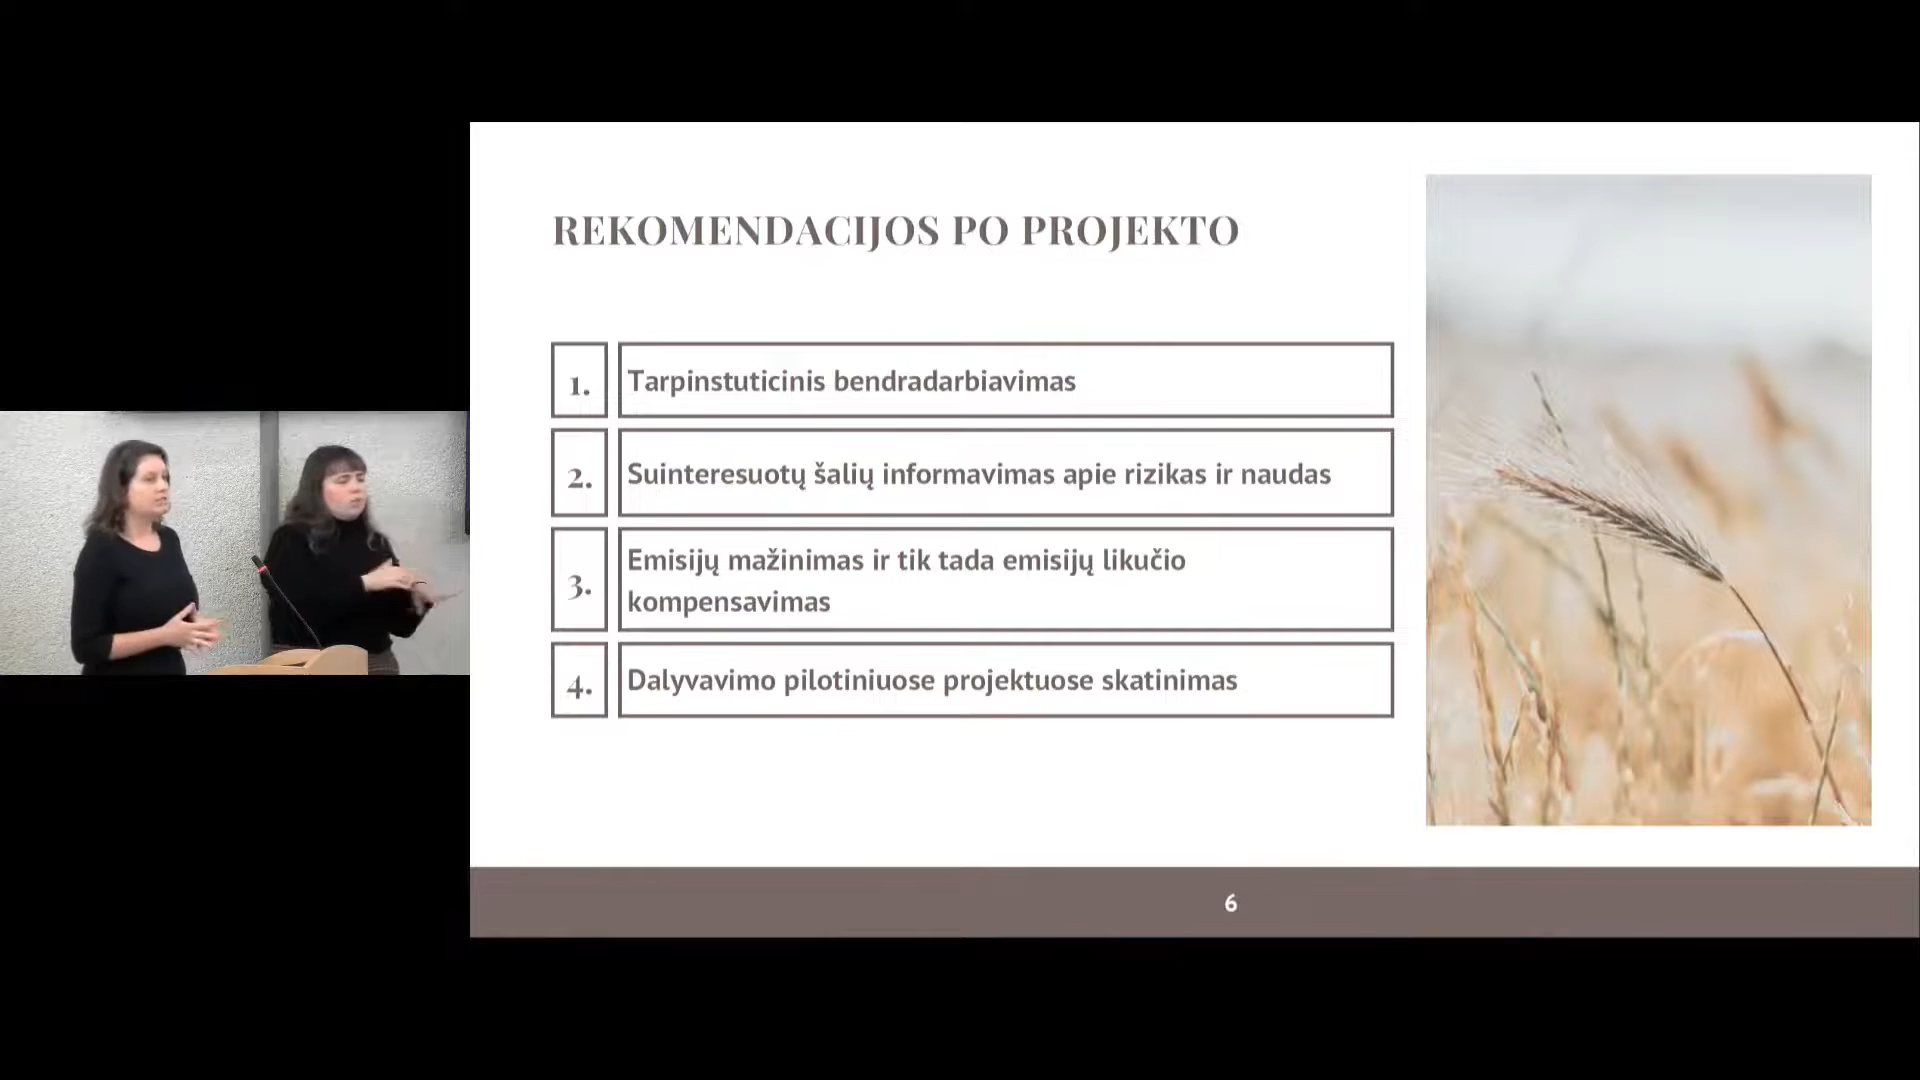 REKOMENDACIJOS PO PROJEKTO
1. Tarpinstuticinis bendradarbiavimas
2. Suinteresuotų šalių informavimas apie rizikas ir naudas
3. Emisijų mažinimas ir tik tada emisijų likučio
kompensavimas
4. Dalyvavimo pilotiniuose projektuose skatinimas
6